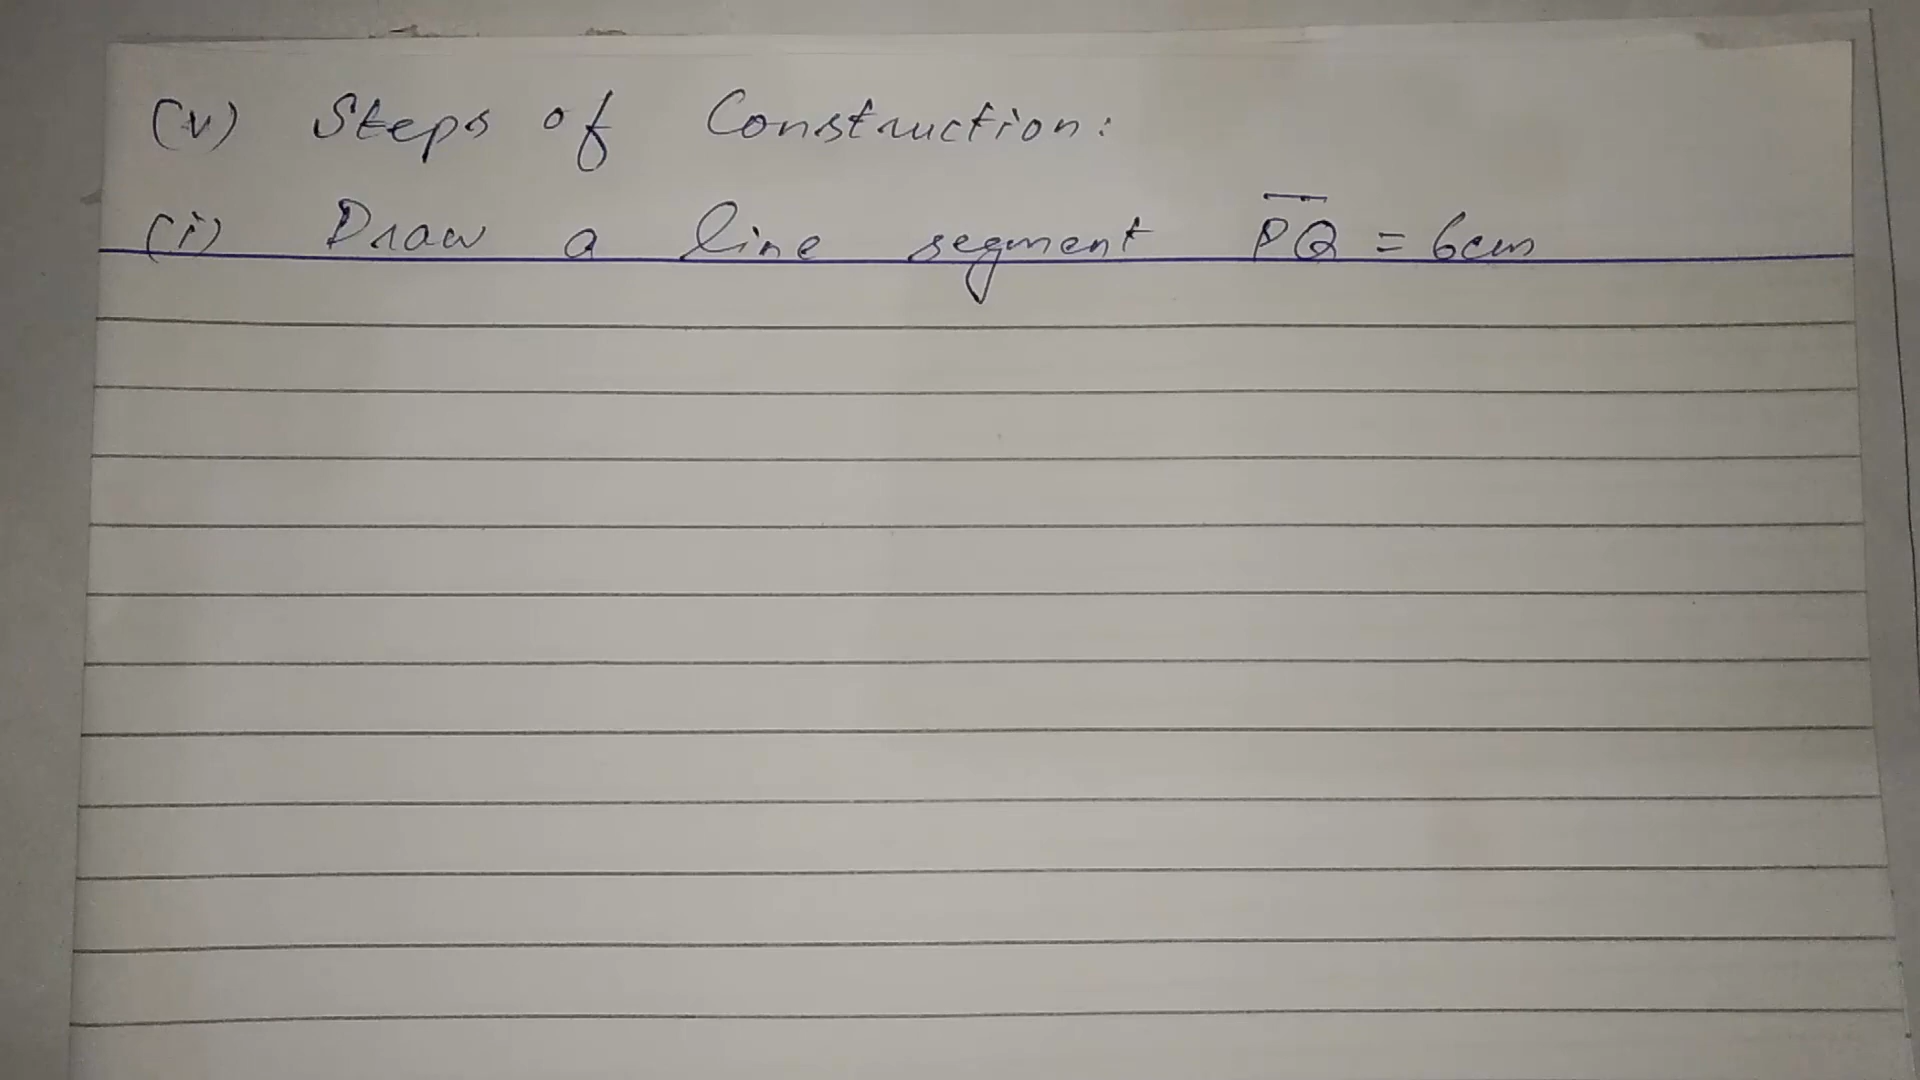 (v) Steps of Construction:
(i) Draw a line segment P̅Q̅ = 6cm